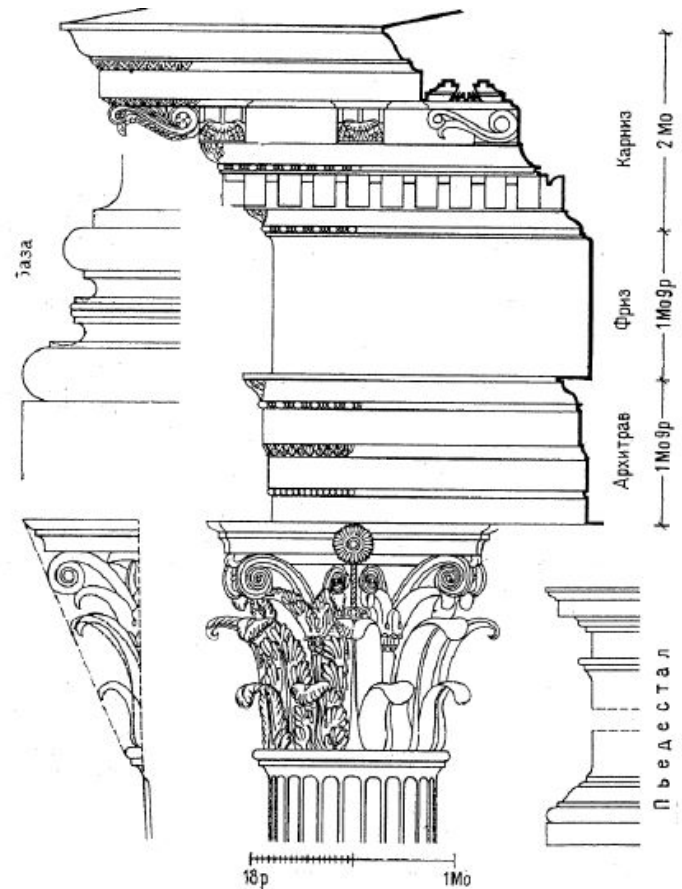 Карниз
2 Мо
база
Фриз
1Мо9р
Архитрав
1Мо9р
Пьедестал
18р
1Мо